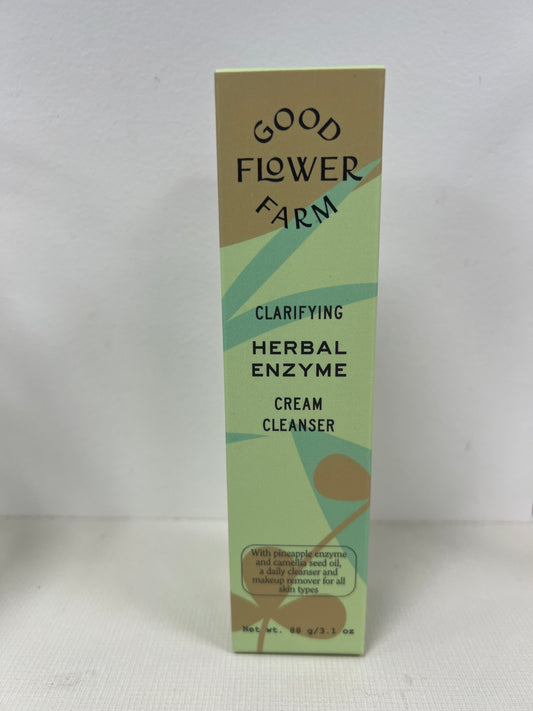 GOOD
FLOWER
FARM
CLARIFYING
HERBAL
ENZYME
CREAM
CLEANSER
With pineapple enzyme
and camellia seed oil,
a daily cleanser and
makeup remover for all
skin types
Net wt. 88 g/3.1 oz